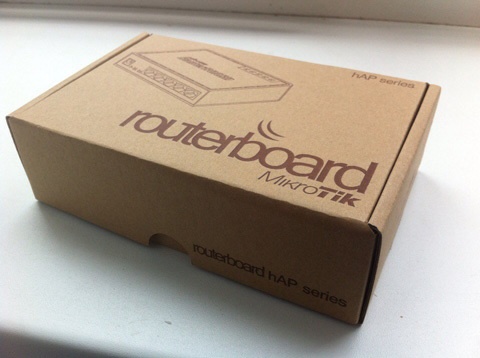 hAP series
routerboard
MikroTik
routerboard hAP series